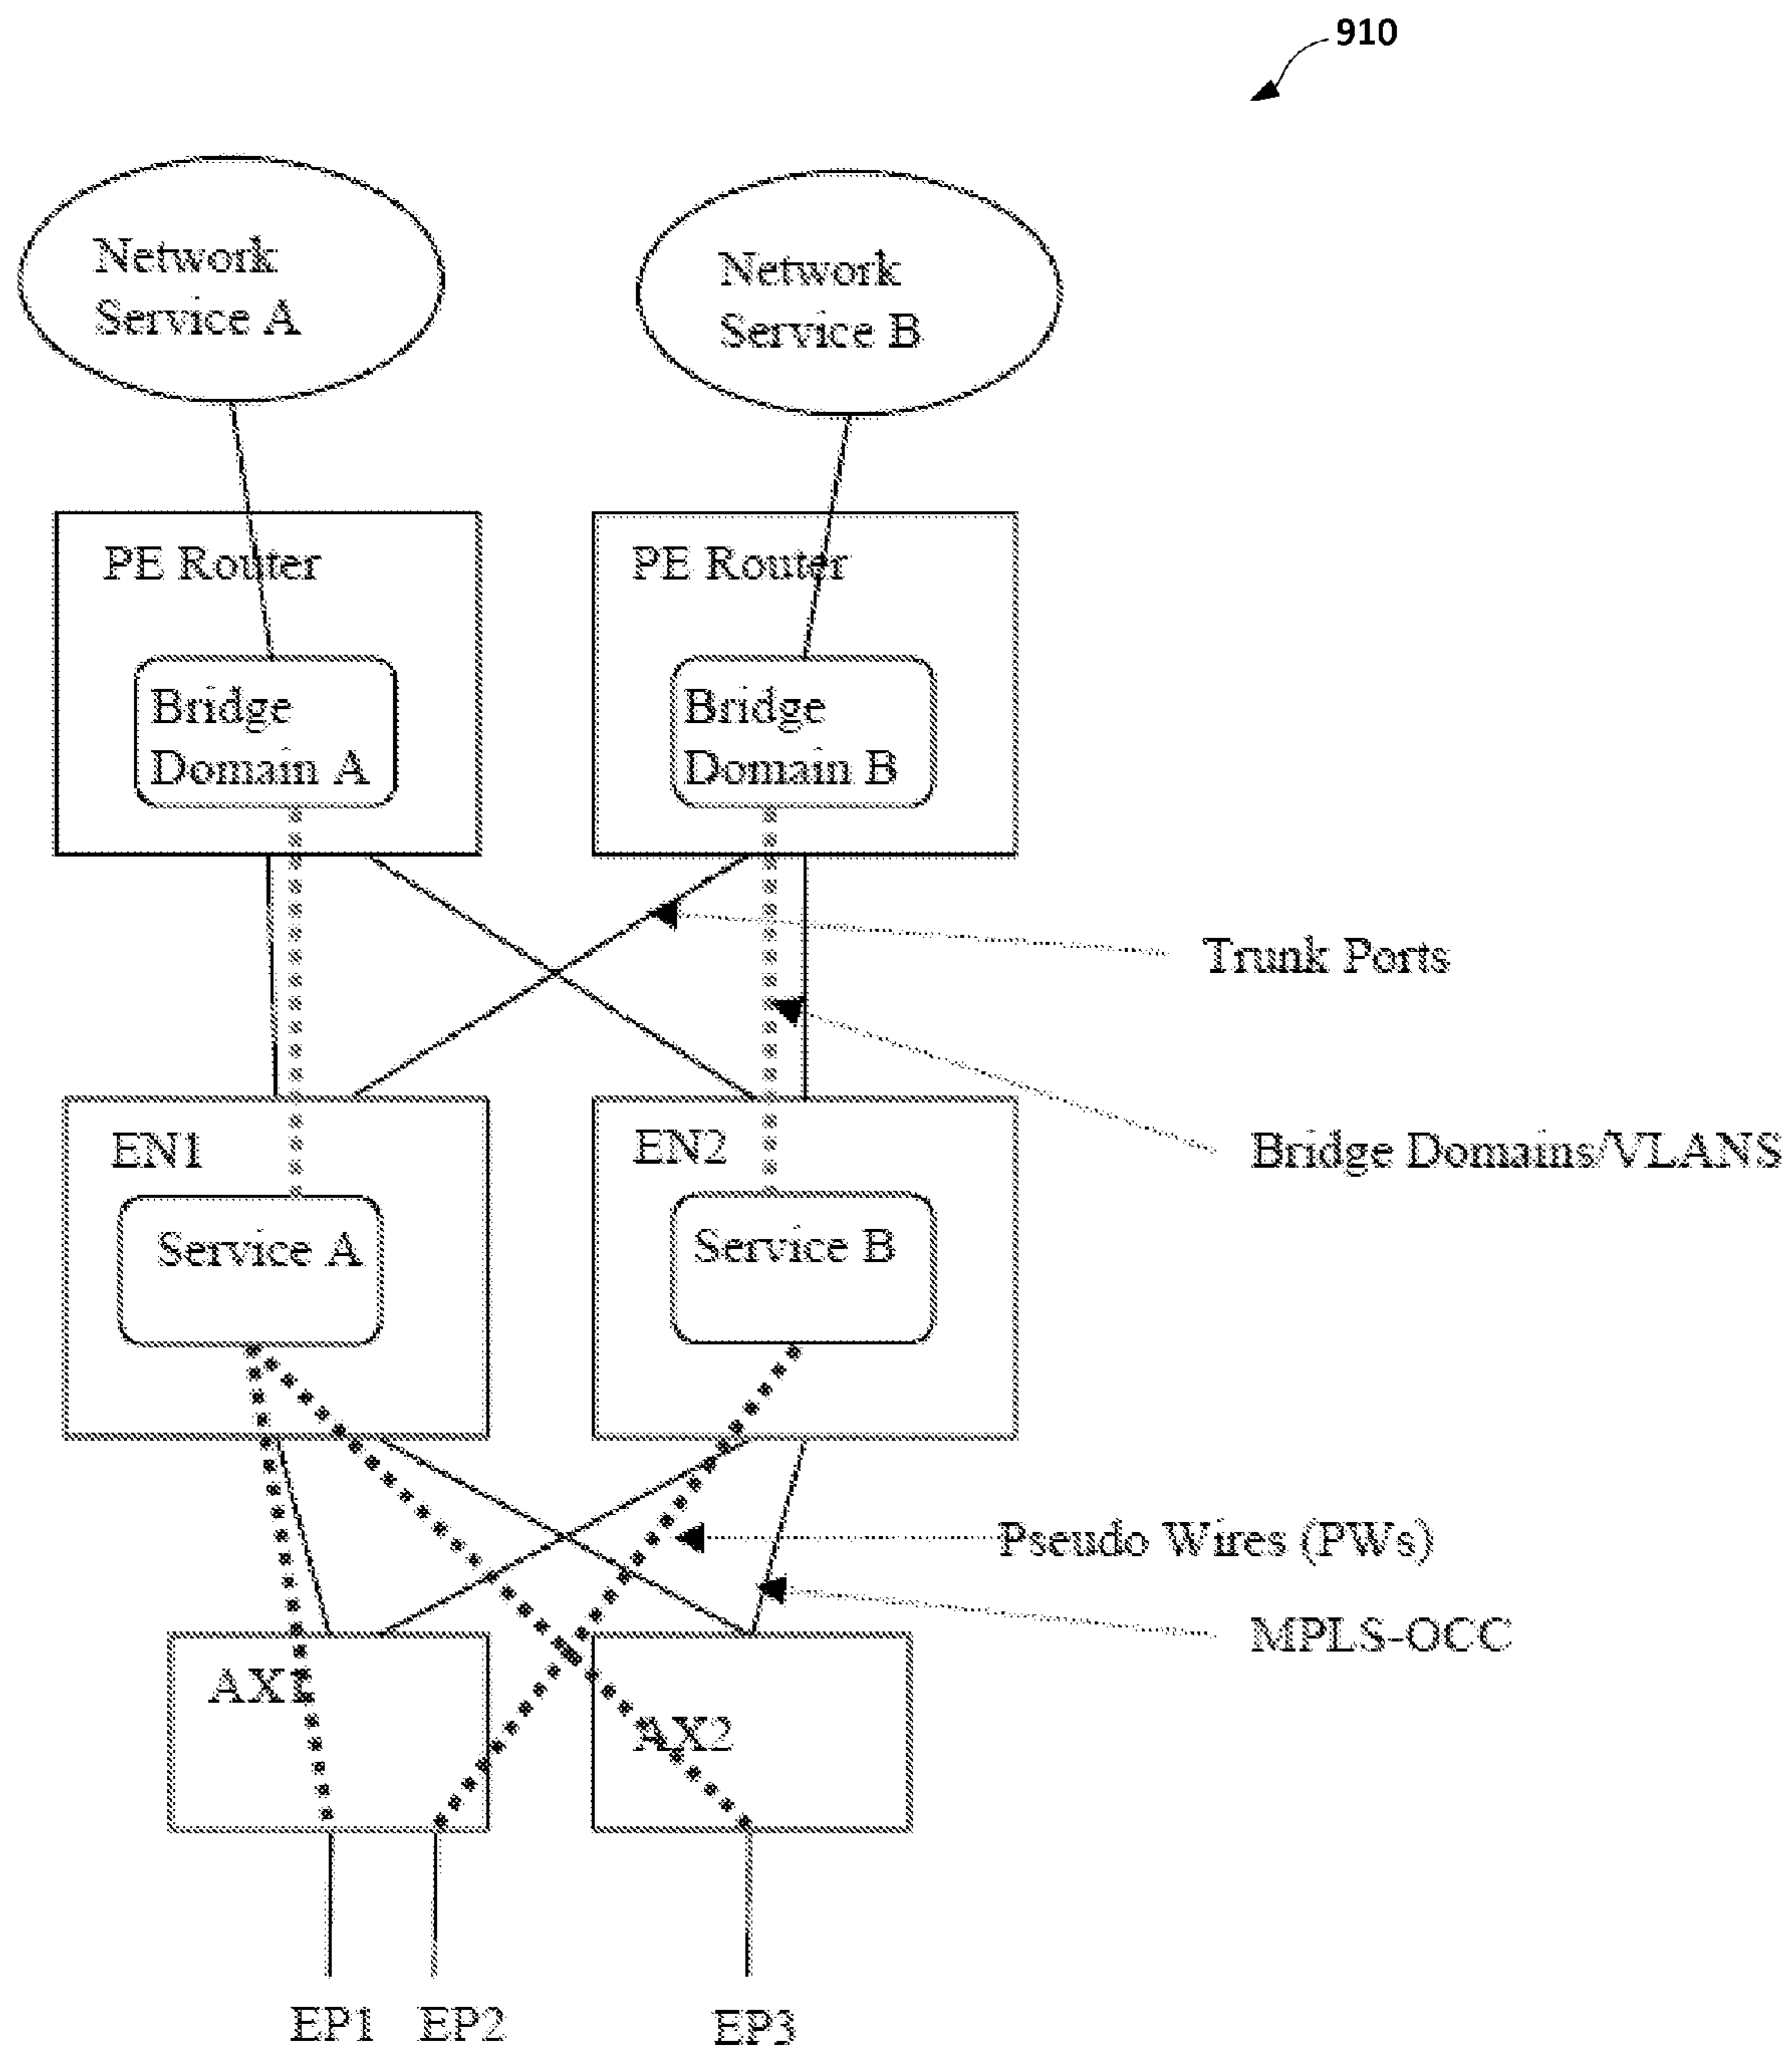 910
Network
Service A
Network
Service B
PE Router
PE Router
Bridge
Domain A
Bridge
Domain B
Trunk Ports
EN1
EN2
Bridge Domains/VLANS
Service A
Service B
Pseudo Wires (PWs)
MPLS-OCC
AX1
AX2
EP1
EP2
EP3